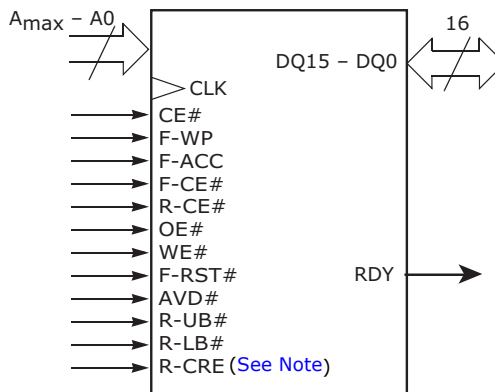 Amax – A0
16
DQ15 – DQ0
CLK
CE#
F-WP
F-ACC
F-CE#
R-CE#
OE#
WE#
F-RST#
RDY
AVD#
R-UB#
R-LB#
R-CRE (See Note)